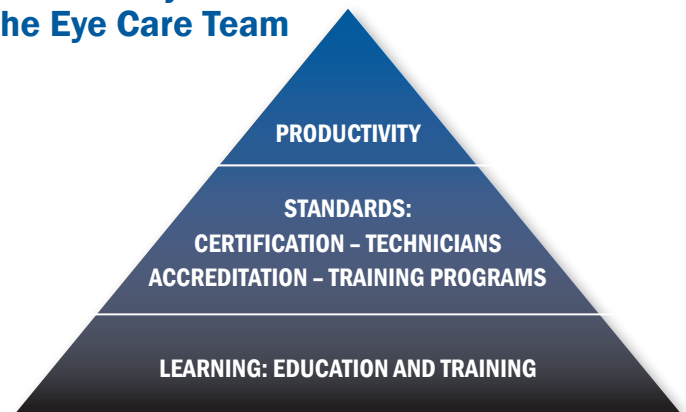 he Eye Care Team
PRODUCTIVITY
STANDARDS:
CERTIFICATION – TECHNICIANS
ACCREDITATION – TRAINING PROGRAMS
LEARNING: EDUCATION AND TRAINING